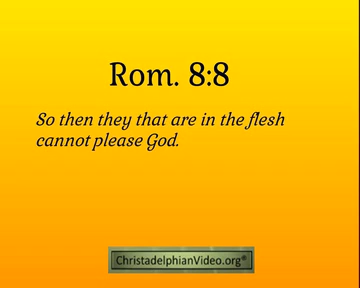 Rom. 8:8
So then they that are in the flesh
cannot please God.
ChristadelphianVideo.org®